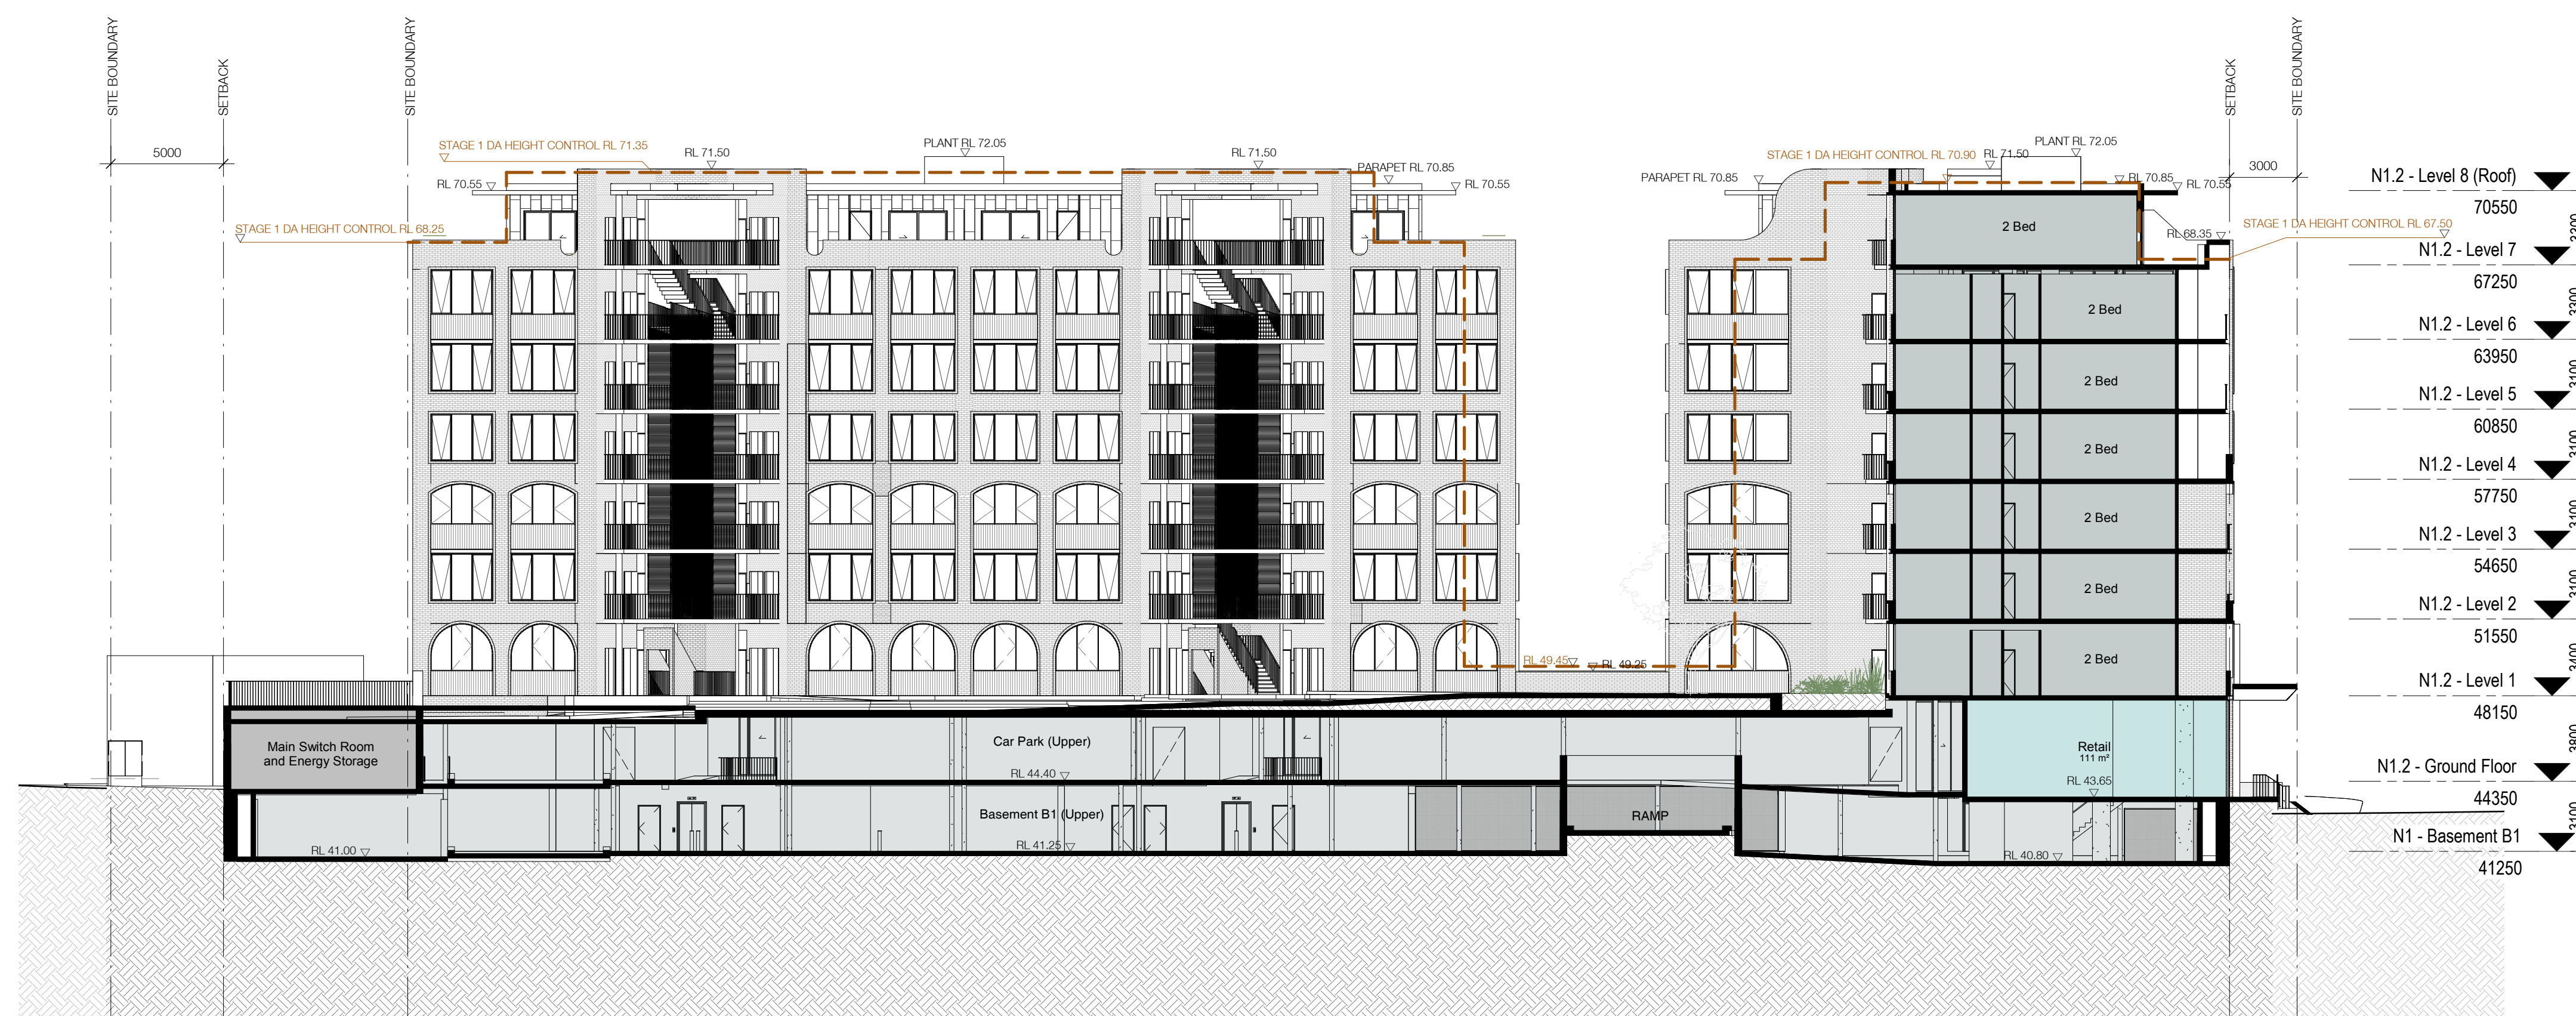 SITE BOUNDARY
SETBACK
SITE BOUNDARY
SETBACK
SITE BOUNDARY
5000
3000
STAGE 1 DA HEIGHT CONTROL RL 71.35
RL 71.50
PLANT RL 72.05
RL 71.50
PARAPET RL 70.85
RL 70.55
RL 70.55
STAGE 1 DA HEIGHT CONTROL RL 68.25
STAGE 1 DA HEIGHT CONTROL RL 70.90
RL 71.50
PLANT RL 72.05
PARAPET RL 70.85
RL 70.85
RL 70.55
RL 68.35
STAGE 1 DA HEIGHT CONTROL RL 67.50
2 Bed
2 Bed
2 Bed
2 Bed
2 Bed
2 Bed
2 Bed
RL 49.45
RL 49.25
Main Switch Room
and Energy Storage
Car Park (Upper)
RL 44.40
Basement B1 (Upper)
RL 41.00
RL 41.25
RAMP
Retail
111 m²
RL 43.65
RL 40.80
N1.2 - Level 8 (Roof)
70550
3300
N1.2 - Level 7
67250
3300
N1.2 - Level 6
63950
3100
N1.2 - Level 5
60850
3100
N1.2 - Level 4
57750
3100
N1.2 - Level 3
54650
3100
N1.2 - Level 2
51550
3400
N1.2 - Level 1
48150
3800
N1.2 - Ground Floor
44350
3100
N1 - Basement B1
41250